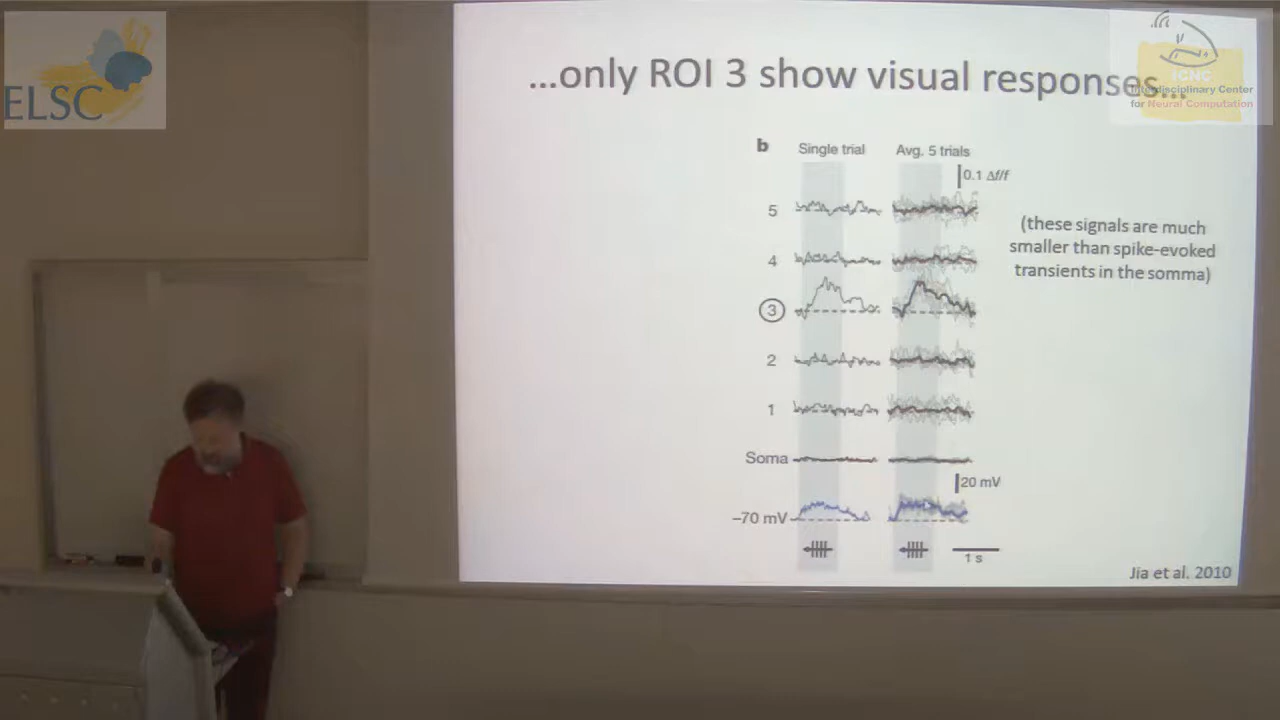 ELSC
ICNC
Interdisciplinary Center
for Neural Computation
...only ROI 3 show visual responses...
b Single trial Avg. 5 trials
0.1 Δf/f
5
4
3
2
1
Soma
20 mV
–70 mV
1 s
(these signals are much
smaller than spike-evoked
transients in the somma)
Jia et al. 2010